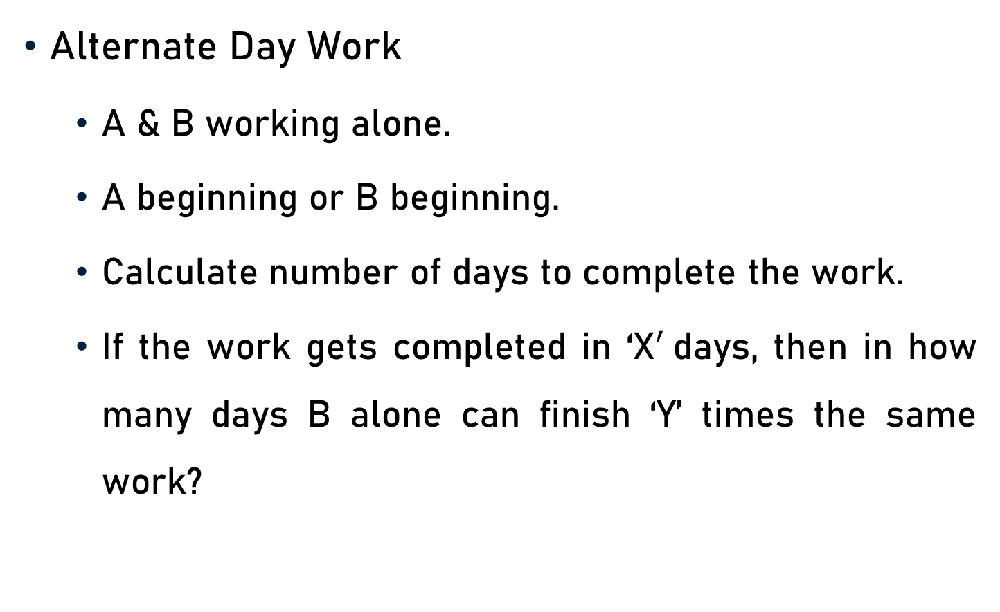 • Alternate Day Work
• A & B working alone.
• A beginning or B beginning.
• Calculate number of days to complete the work.
• If the work gets completed in ‘X’ days, then in how
many days B alone can finish ‘Y’ times the same
work?